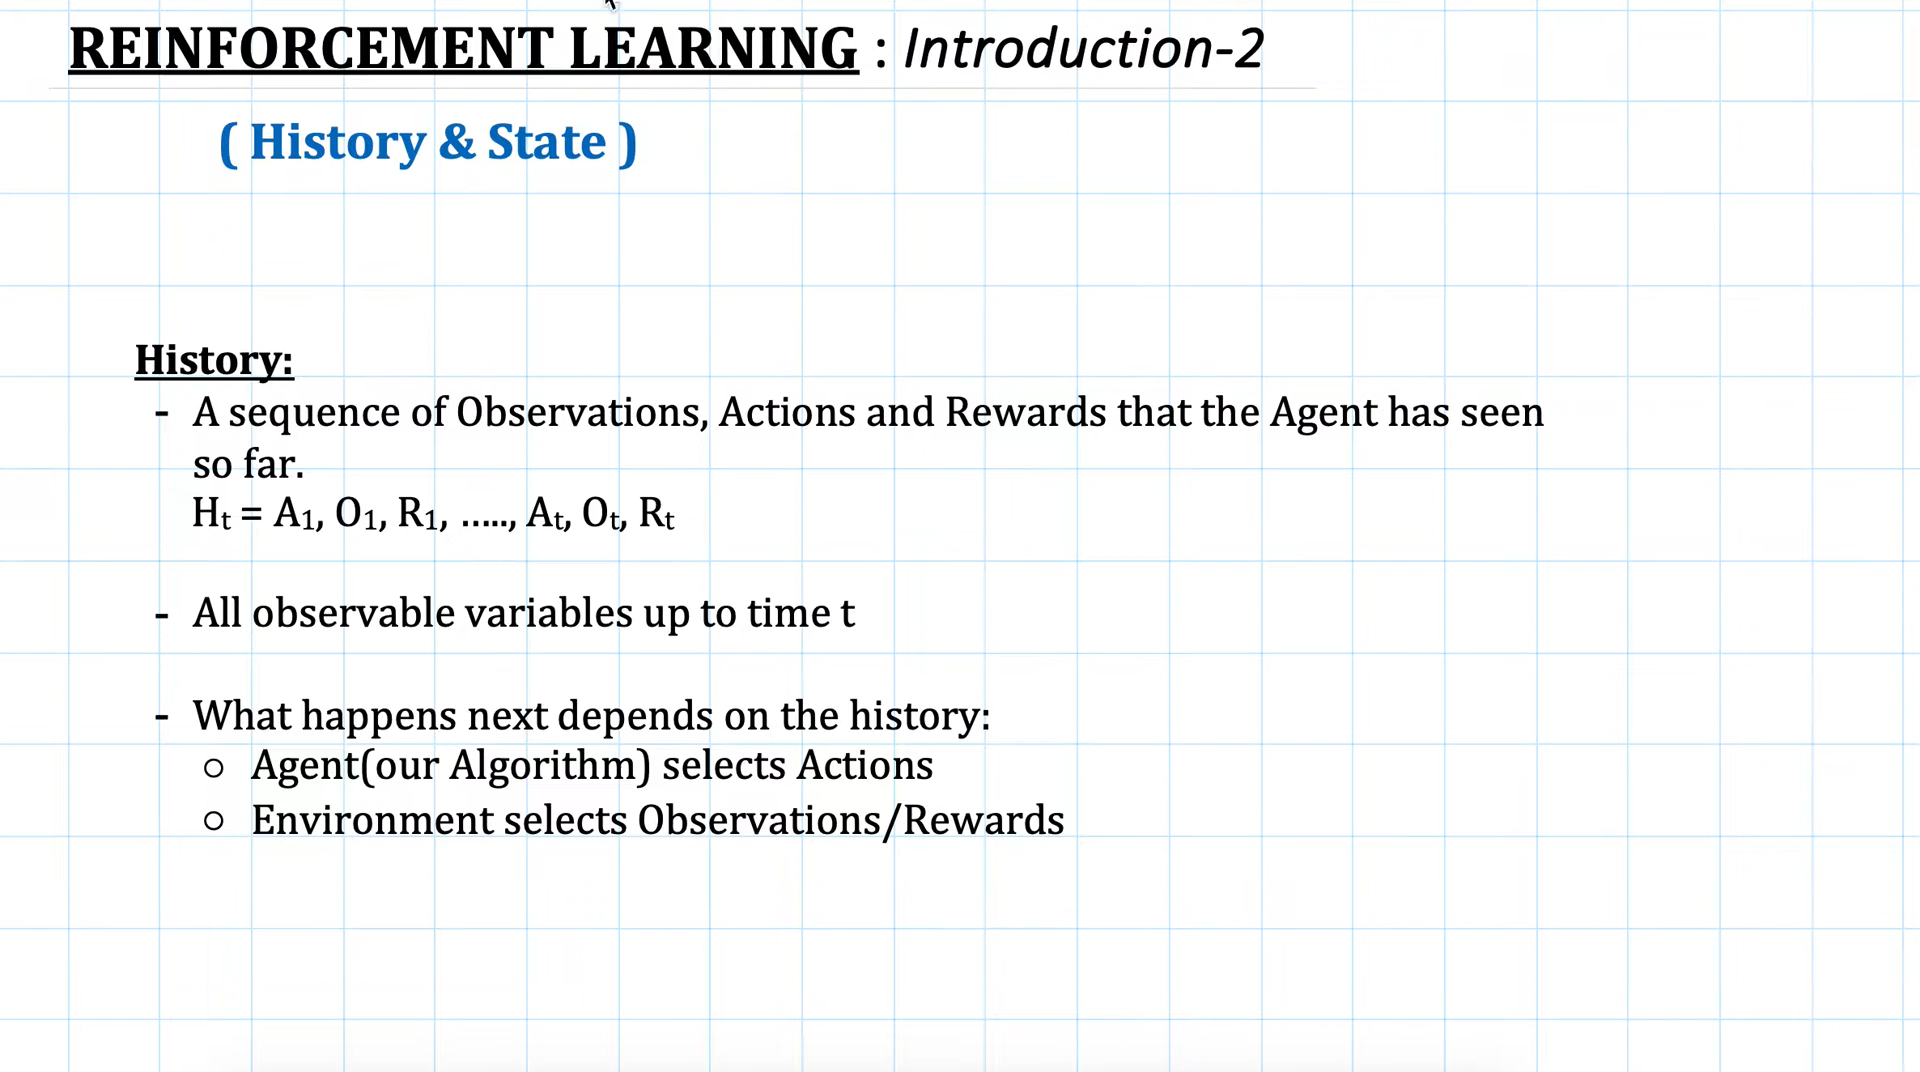 REINFORCEMENT LEARNING : Introduction-2
( History & State )
History:
- A sequence of Observations, Actions and Rewards that the Agent has seen
so far.
Hₜ = A₁, O₁, R₁, ....., Aₜ, Oₜ, Rₜ
- All observable variables up to time t
- What happens next depends on the history:
○ Agent(our Algorithm) selects Actions
○ Environment selects Observations/Rewards